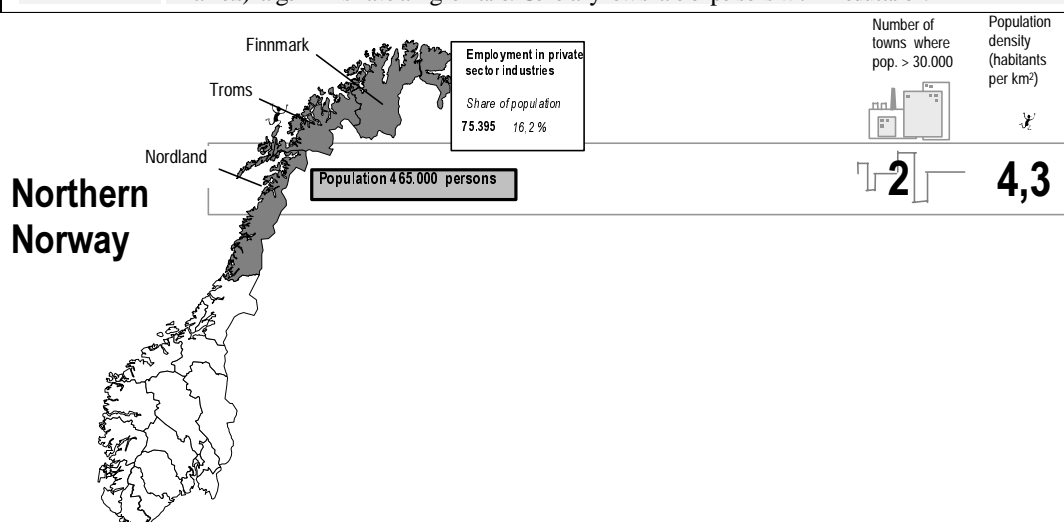 Finnmark
Troms
Nordland
Northern
Norway
Employment in private
sector industries
Share of population
75.395 16,2 %
Population 465.000 persons
Number of
towns where
pop. > 30.000
2
Population
density
(habitants
per km²)
4,3